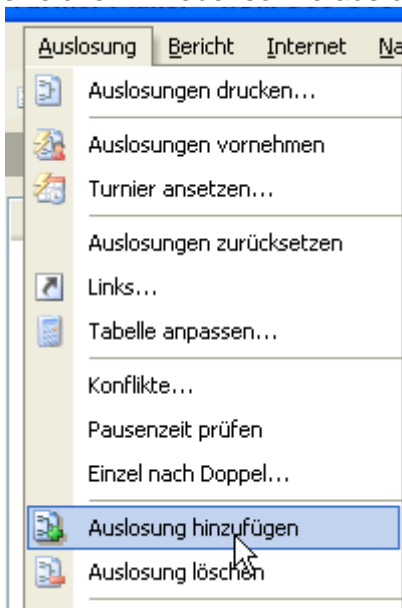 Auslosung Bericht Internet
Auslosungen drucken...
Auslosungen vornehmen
Turnier ansetzen...
Auslosungen zurücksetzen
Links...
Tabelle anpassen...
Konflikte...
Pausenzeit prüfen
Einzel nach Doppel...
Auslosung hinzufügen
Auslosung löschen